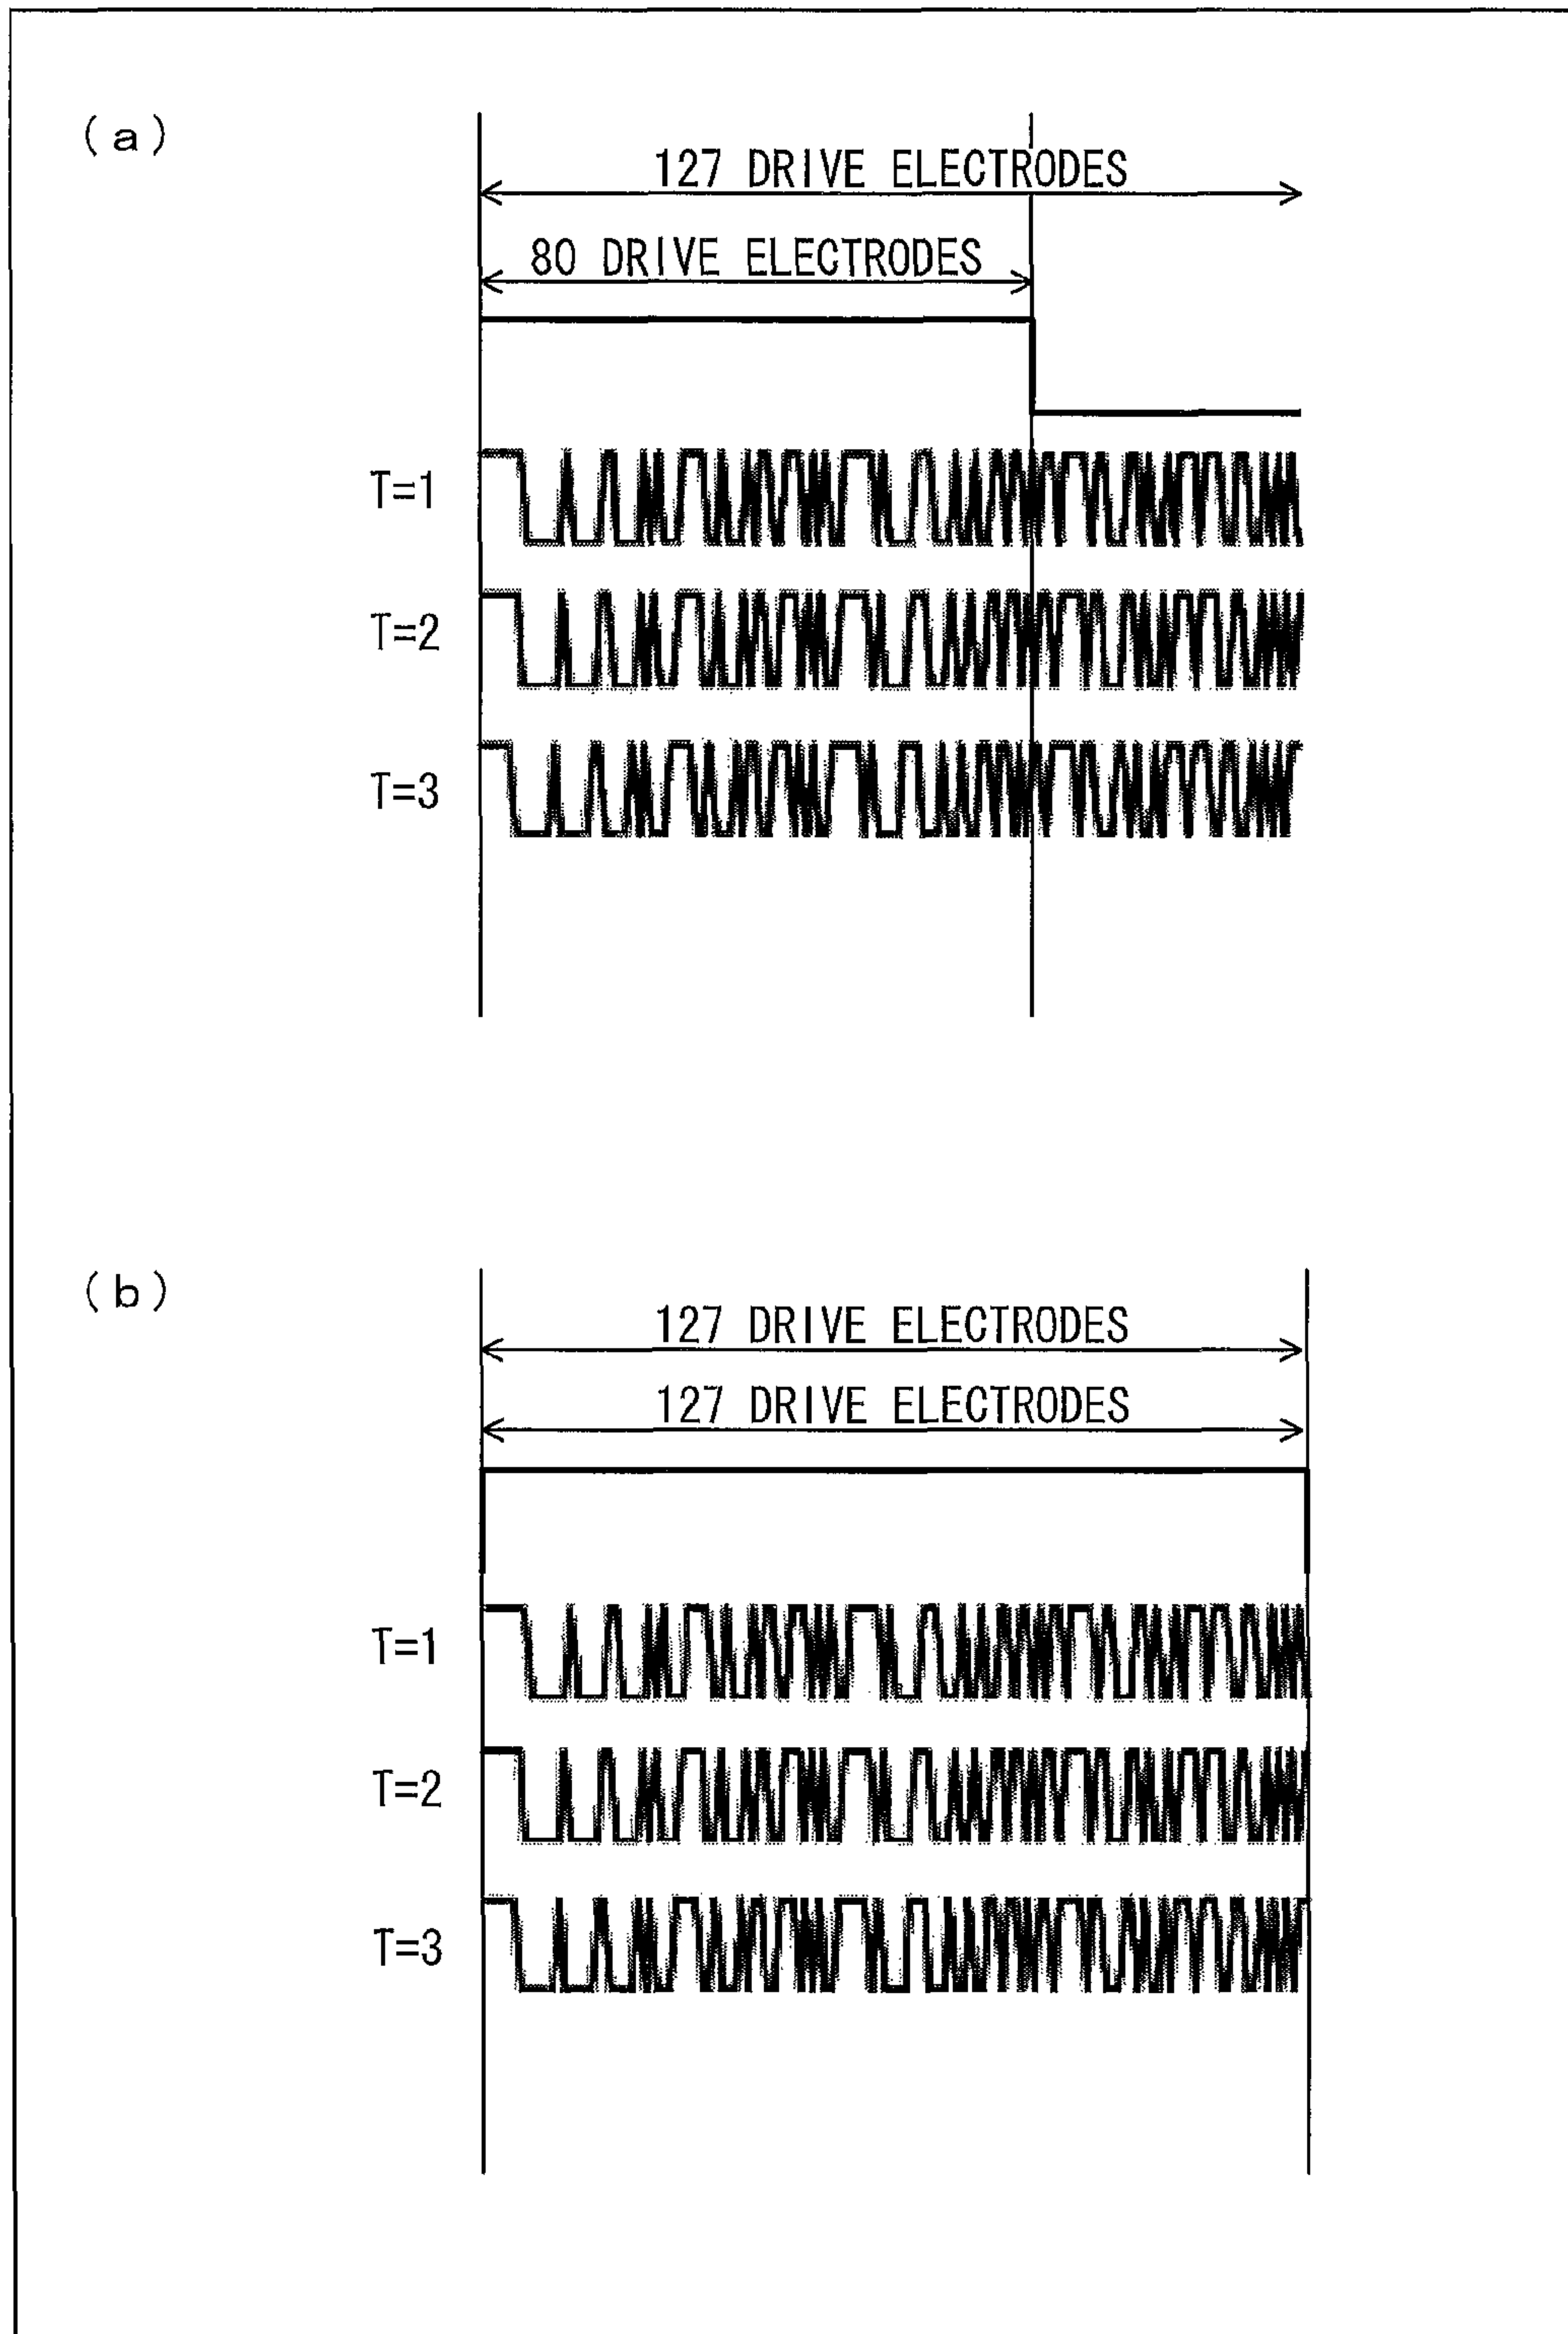 (a)
127 DRIVE ELECTRODES
80 DRIVE ELECTRODES
T=1
T=2
T=3
(b)
127 DRIVE ELECTRODES
127 DRIVE ELECTRODES
T=1
T=2
T=3